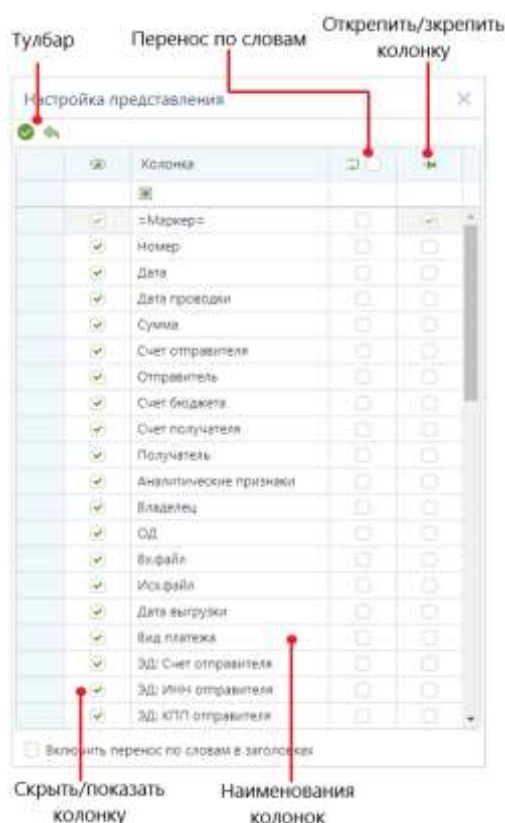 Открепить/зкрепить
колонку
Тулбар
Перенос по словам
Настройка представления
Колонка
=Маркер=
Номер
Дата
Дата проводки
Сумма
Счет отправителя
Отправитель
Счет бюджета
Счет получателя
Получатель
Аналитические признаки
Владелец
ОД
Вх.файл
Исх.файл
Дата выгрузки
Вид платежа
ЭД: Счет отправителя
ЭД: ИНН отправителя
ЭД: КПП отправителя
Включить перенос по словам в заголовках
Скрыть/показать
колонку
Наименования
колонок